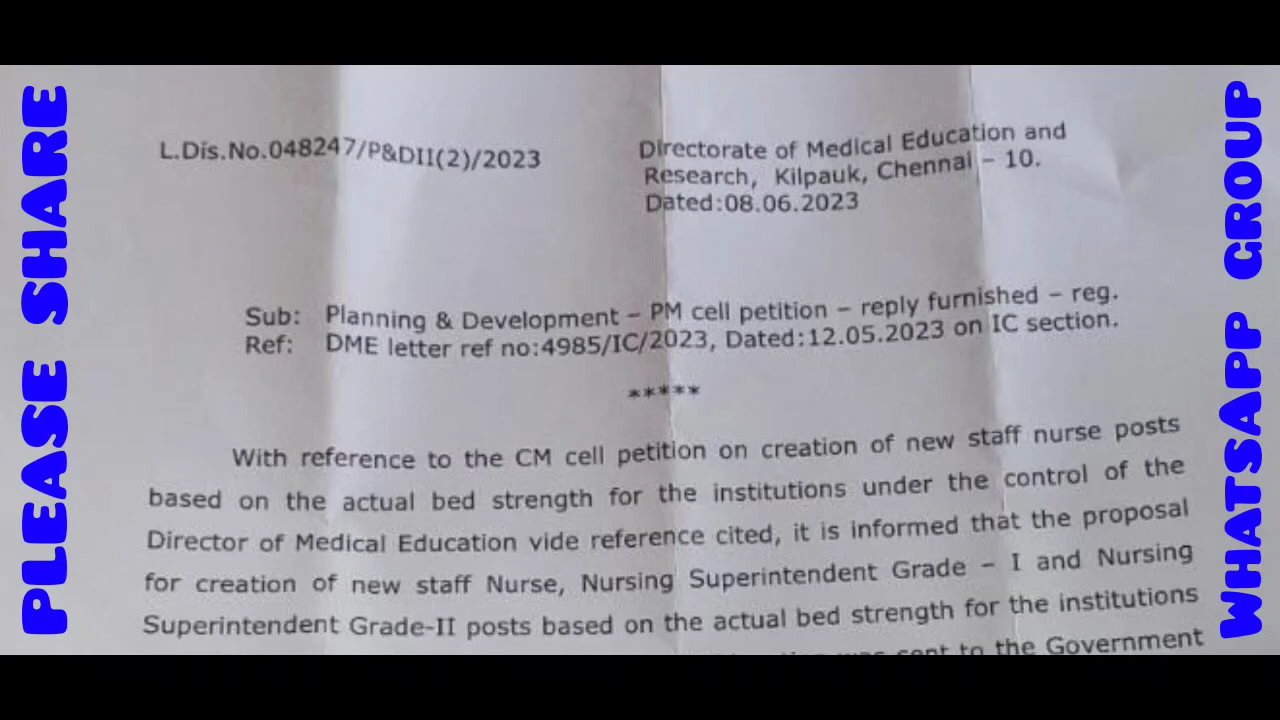 PLEASE SHARE
L.Dis.No.048247/P&DII(2)/2023
Directorate of Medical Education and
Research, Kilpauk, Chennai – 10.
Dated:08.06.2023
Sub: Planning & Development – PM cell petition – reply furnished – reg.
Ref: DME letter ref no:4985/IC/2023, Dated:12.05.2023 on IC section.
*****
With reference to the CM cell petition on creation of new staff nurse posts
based on the actual bed strength for the institutions under the control of the
Director of Medical Education vide reference cited, it is informed that the proposal
for creation of new staff Nurse, Nursing Superintendent Grade – I and Nursing
Superintendent Grade-II posts based on the actual bed strength for the institutions
was sent to the Government
WHATSAPP GROUP